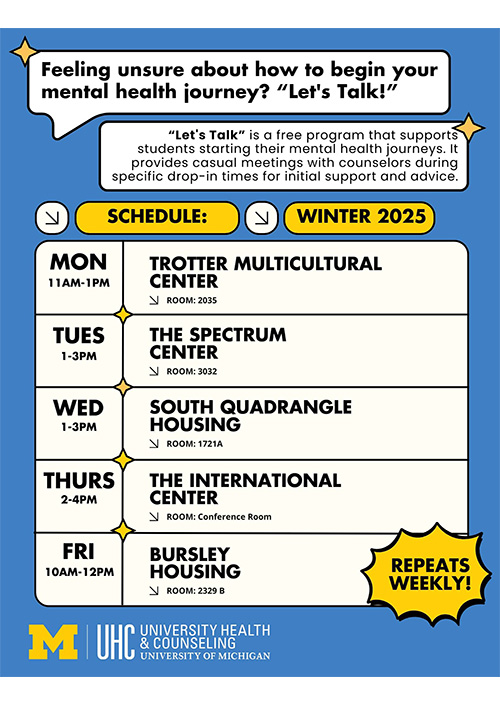 Feeling unsure about how to begin your
mental health journey? “Let's Talk!”
“Let's Talk” is a free program that supports
students starting their mental health journeys. It
provides casual meetings with counselors during
specific drop-in times for initial support and advice.
SCHEDULE: WINTER 2025
MON
11AM-1PM
TROTTER MULTICULTURAL
CENTER
ROOM: 2035
TUES
1-3PM
THE SPECTRUM
CENTER
ROOM: 3032
WED
1-3PM
SOUTH QUADRANGLE
HOUSING
ROOM: 1721A
THURS
2-4PM
THE INTERNATIONAL
CENTER
ROOM: Conference Room
FRI
10AM-12PM
BURSLEY
HOUSING
ROOM: 2329 B
REPEATS
WEEKLY!
M UHC UNIVERSITY HEALTH
& COUNSELING
UNIVERSITY OF MICHIGAN